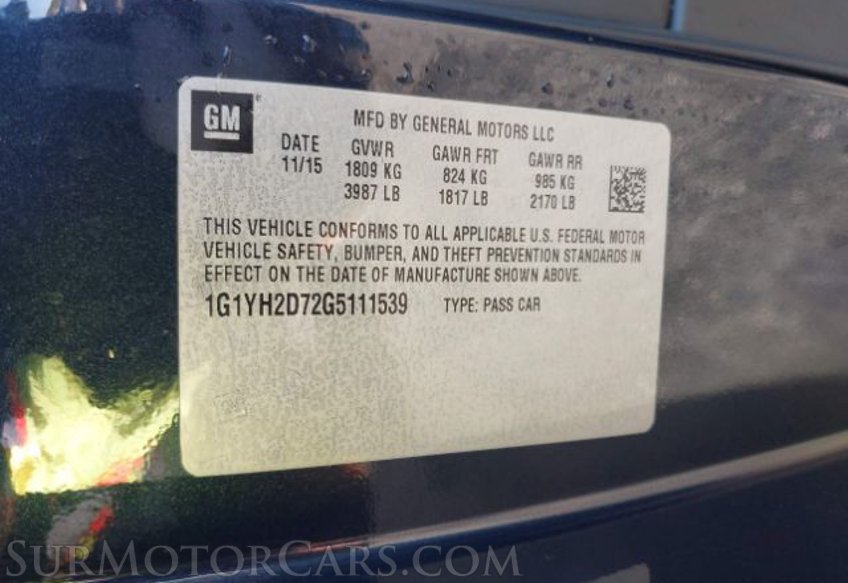 GM
MFD BY GENERAL MOTORS LLC
DATE GVWR GAWR FRT GAWR RR
11/15 1809 KG 824 KG 985 KG
3987 LB 1817 LB 2170 LB
THIS VEHICLE CONFORMS TO ALL APPLICABLE U.S. FEDERAL MOTOR
VEHICLE SAFETY, BUMPER, AND THEFT PREVENTION STANDARDS IN
EFFECT ON THE DATE OF MANUFACTURE SHOWN ABOVE.
1G1YH2D72G5111539 TYPE: PASS CAR
SURMOTORCARS.COM